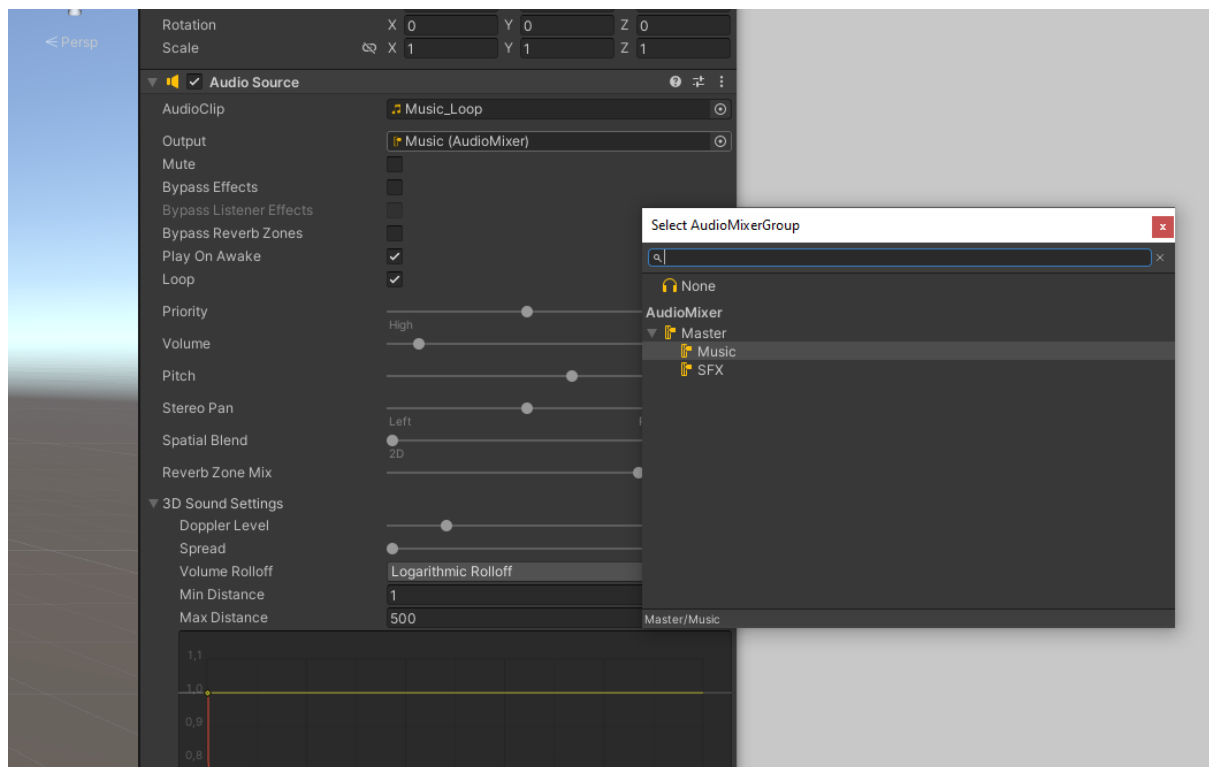 Persp
Rotation X 0 Y 0 Z 0
Scale X 1 Y 1 Z 1
Audio Source
AudioClip Music_Loop
Output Music (AudioMixer)
Mute
Bypass Effects
Bypass Listener Effects
Bypass Reverb Zones
Play On Awake
Loop
Priority
High
Volume
Pitch
Stereo Pan
Left
Spatial Blend
2D
Reverb Zone Mix
3D Sound Settings
Doppler Level
Spread
Volume Rolloff Logarithmic Rolloff
Min Distance 1
Max Distance 500
1,1
1,0
0,9
0,8
Select AudioMixerGroup
x
None
AudioMixer
Master
Music
SFX
Master/Music